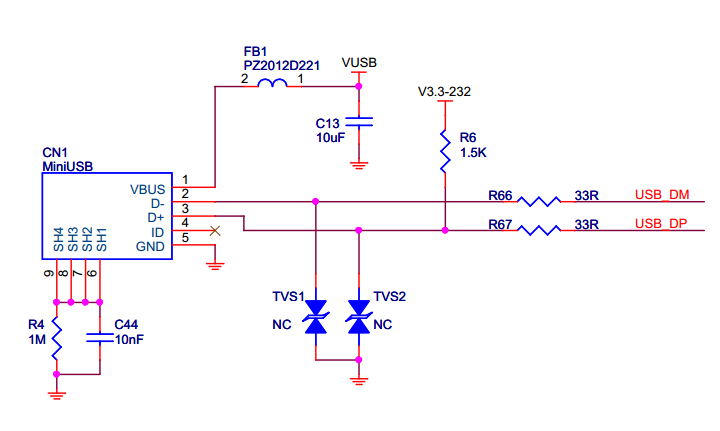 FB1
PZ2012D221
2
1
VUSB
V3.3-232
C13
10uF
R6
1.5K
CN1
MiniUSB
VBUS
1
D-
2
D+
3
ID
4
GND
5
SH4
SH3
SH2
SH1
9
8
7
6
R66
33R
USB_DM
R67
33R
USB_DP
TVS1
NC
TVS2
NC
R4
1M
C44
10nF